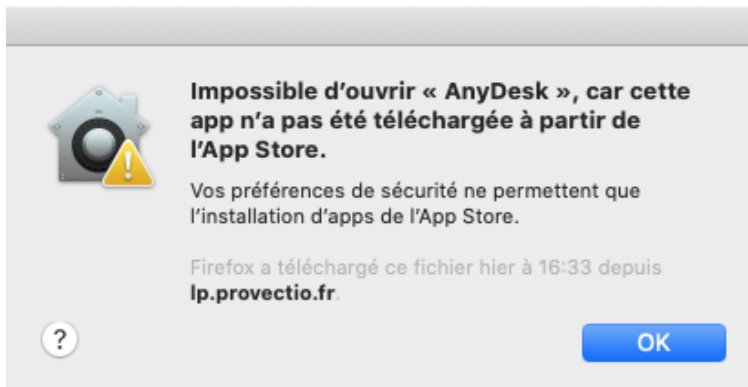 Impossible d'ouvrir « AnyDesk », car cette
app n'a pas été téléchargée à partir de
l'App Store.
Vos préférences de sécurité ne permettent que
l'installation d'apps de l'App Store.
Firefox a téléchargé ce fichier hier à 16:33 depuis
lp.provectio.fr.
?
OK